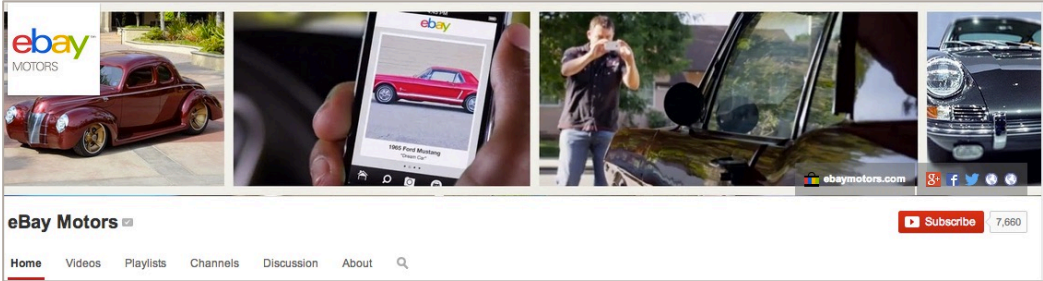 ebay
MOTORS
ebay
1965 Ford Mustang
"Dream Car"
ebaymotors.com
g+ f
eBay Motors
Subscribe 7,660
Home Videos Playlists Channels Discussion About